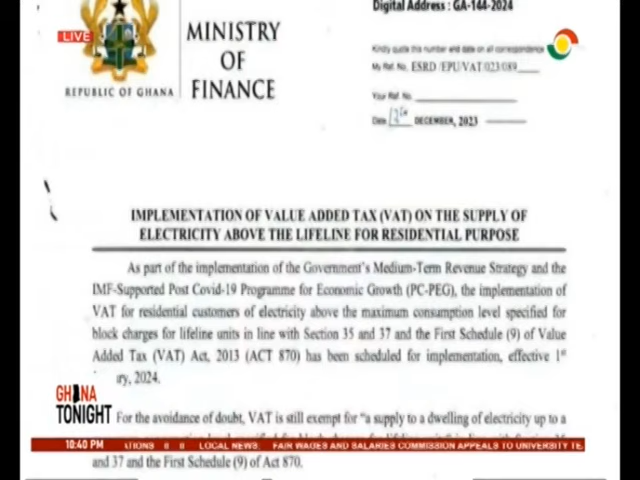 Digital Address : GA-144-2024
LIVE
MINISTRY
OF
FINANCE
REPUBLIC OF GHANA
Kindly quote this number and date on all correspondence
My Ref. No. ESRD/EPU/VAT/023/089
Your Ref. No.
Date DECEMBER, 2023
IMPLEMENTATION OF VALUE ADDED TAX (VAT) ON THE SUPPLY OF
ELECTRICITY ABOVE THE LIFELINE FOR RESIDENTIAL PURPOSE
As part of the implementation of the Government's Medium-Term Revenue Strategy and the
IMF-Supported Post Covid-19 Programme for Economic Growth (PC-PEG), the implementation of
VAT for residential customers of electricity above the maximum consumption level specified for
block charges for lifeline units in line with Section 35 and 37 and the First Schedule (9) of Value
Added Tax (VAT) Act, 2013 (ACT 870) has been scheduled for implementation, effective 1st
ry, 2024.
GHANA
TONIGHT
For the avoidance of doubt, VAT is still exempt for "a supply to a dwelling of electricity up to a
10:40 PM
UTIONS 6 6 LOCAL NEWS: FAIR WAGES AND SALARIES COMMISSION APPEALS TO UNIVERSITY TE
and 37 and the First Schedule (9) of Act 870.